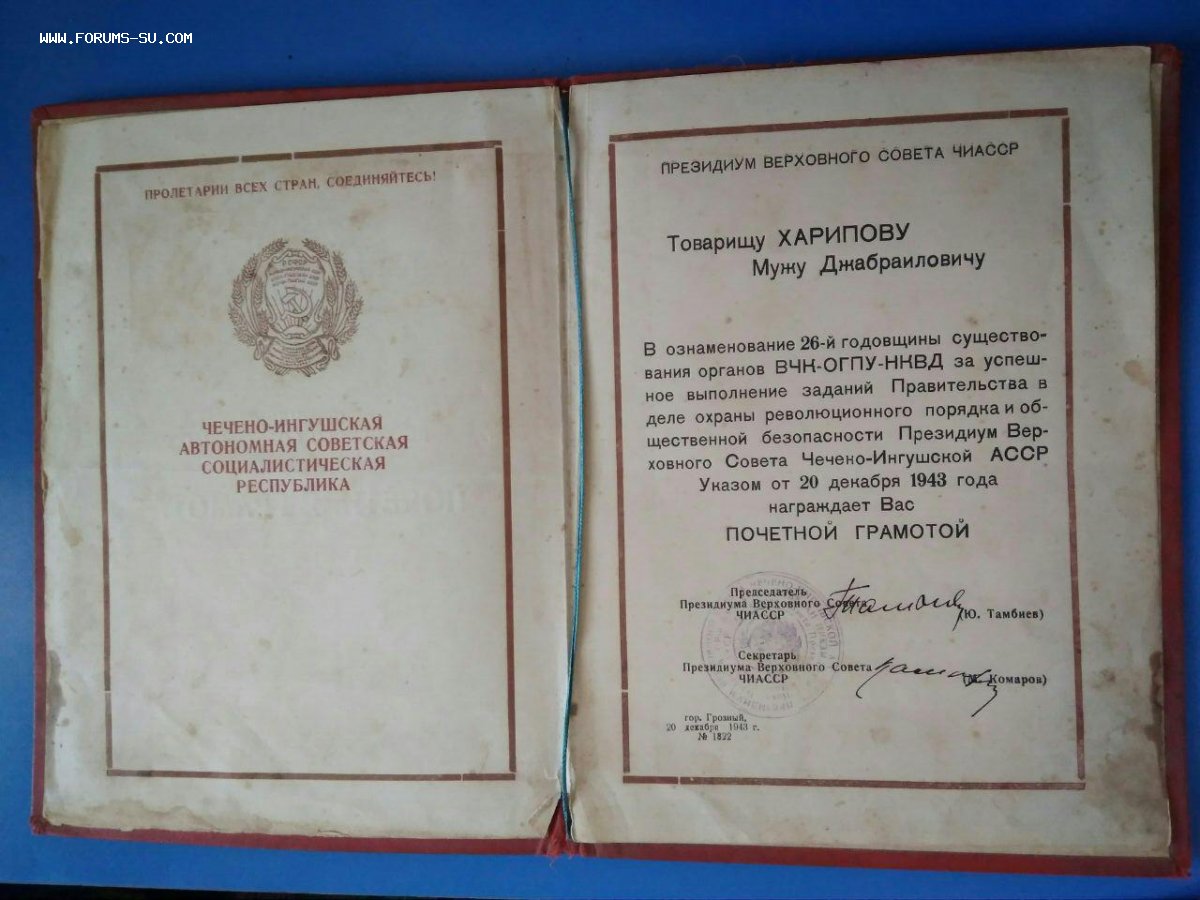 WWW.FORUMS-SU.COM
ПРОЛЕТАРИИ ВСЕХ СТРАН, СОЕДИНЯЙТЕСЬ!
РСФСР
ЧЕЧЕНО-ИНГУШСКАЯ
АВТОНОМНАЯ СОВЕТСКАЯ
СОЦИАЛИСТИЧЕСКАЯ
РЕСПУБЛИКА
ПРЕЗИДИУМ ВЕРХОВНОГО СОВЕТА ЧИАССР
Товарищу ХАРИПОВУ
Мужу Джабраиловичу
В ознаменование 26-й годовщины существо-
вания органов ВЧК-ОГПУ-НКВД за успеш-
ное выполнение заданий Правительства в
деле охраны революционного порядка и об-
щественной безопасности Президиум Вер-
ховного Совета Чечено-Ингушской АССР
Указом от 20 декабря 1943 года
награждает Вас
ПОЧЕТНОЙ ГРАМОТОЙ
Председатель
Президиума Верховного Совета
ЧИАССР
(Ю. Тамбиев)
Секретарь
Президиума Верховного Совета
ЧИАССР
(М. Комаров)
гор. Грозный,
20 декабря 1943 г.
№ 1822